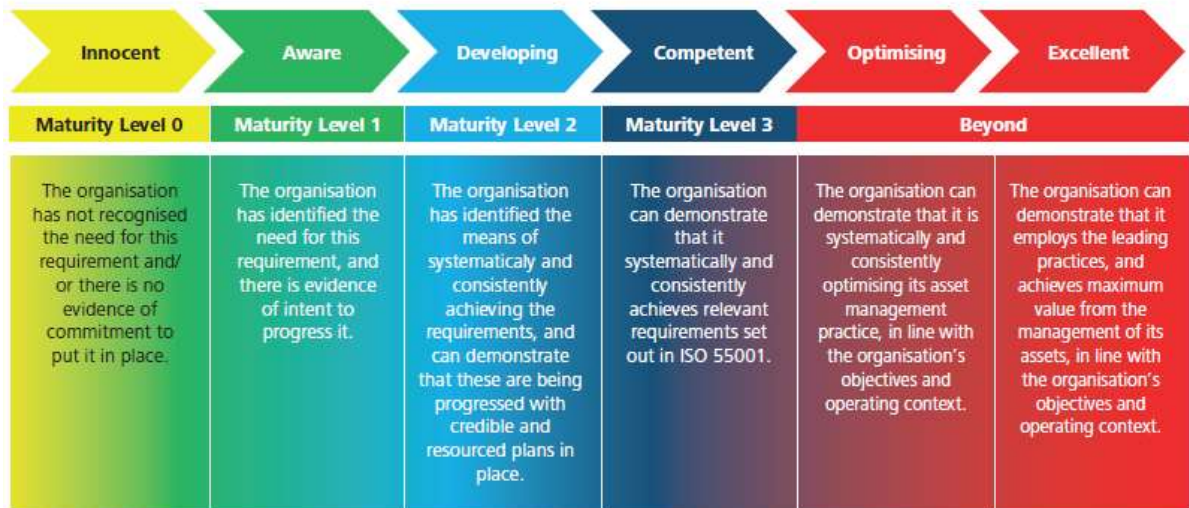 Innocent
Aware
Developing
Competent
Optimising
Excellent
Maturity Level 0
Maturity Level 1
Maturity Level 2
Maturity Level 3
Beyond
The organisation
has not recognised
the need for this
requirement and/
or there is no
evidence of
commitment to
put it in place.
The organisation
has identified the
need for this
requirement, and
there is evidence
of intent to
progress it.
The organisation
has identified the
means of
systematicaly and
consistently
achieving the
requirements, and
can demonstrate
that these are being
progressed with
credible and
resourced plans in
place.
The organisation
can demonstrate
that it
systematically and
consistently
achieves relevant
requirements set
out in ISO 55001.
The organisation can
demonstrate that it is
systematically and
consistently
optimising its asset
management
practice, in line with
the organisation’s
objectives and
operating context.
The organisation can
demonstrate that it
employs the leading
practices, and
achieves maximum
value from the
management of its
assets, in line with
the organisation’s
objectives and
operating context.